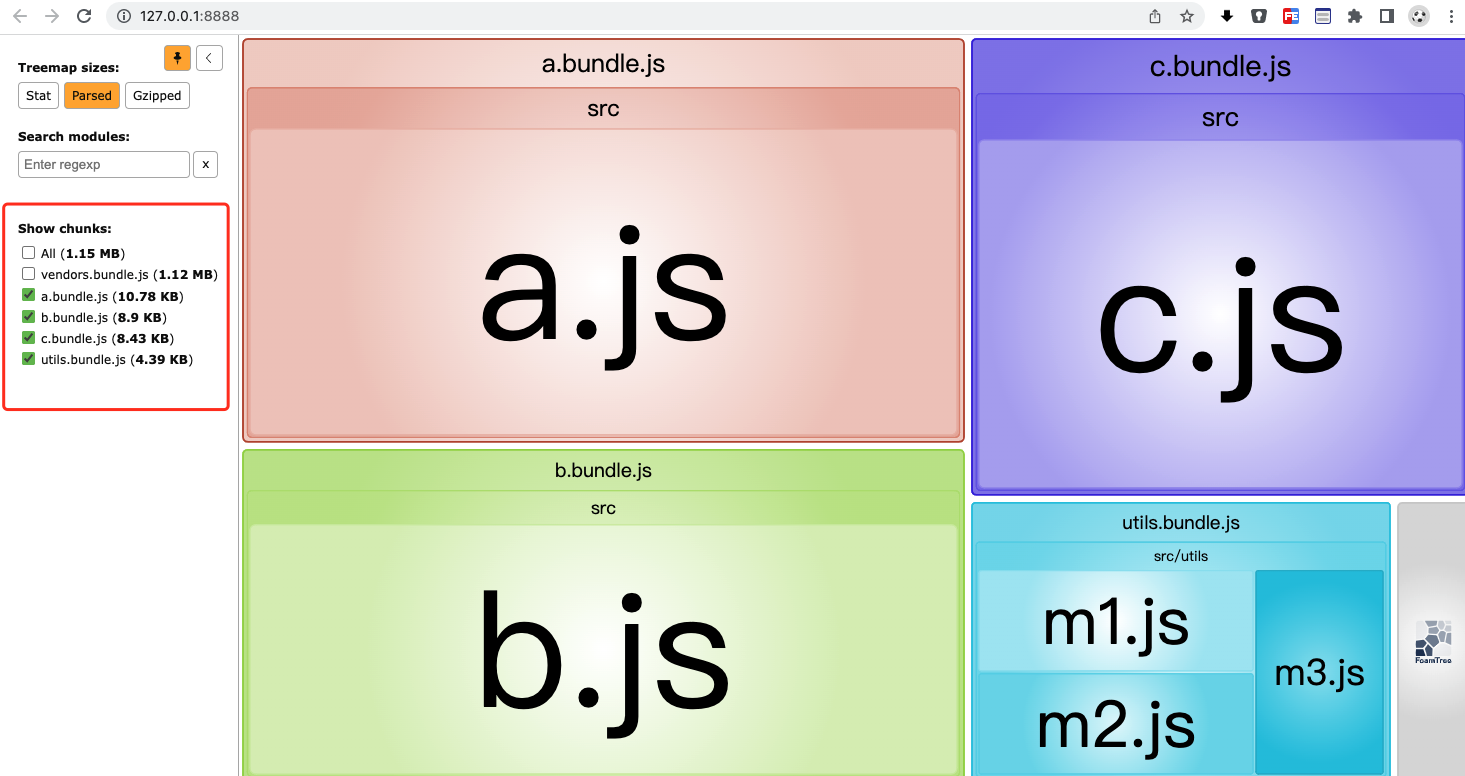 127.0.0.1:8888
Treemap sizes:
Stat Parsed Gzipped
Search modules:
Enter regexp x
Show chunks:
All (1.15 MB)
vendors.bundle.js (1.12 MB)
a.bundle.js (10.78 KB)
b.bundle.js (8.9 KB)
c.bundle.js (8.43 KB)
utils.bundle.js (4.39 KB)
a.bundle.js
src
a.js
b.bundle.js
src
b.js
c.bundle.js
src
c.js
utils.bundle.js
src/utils
m1.js
m2.js
m3.js
FoamTree
FE